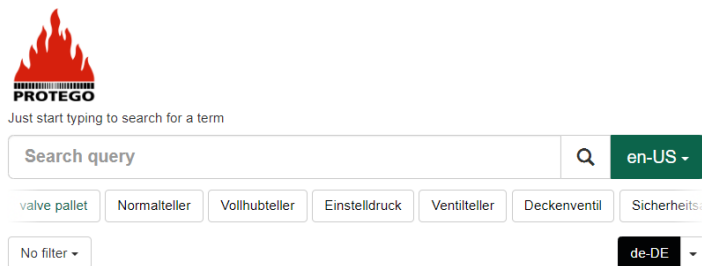 PROTEGO
Just start typing to search for a term
Search query
en-US
valve pallet Normalteller Vollhubteller Einstelldruck Ventilteller Deckenventil Sicherheits
No filter
de-DE